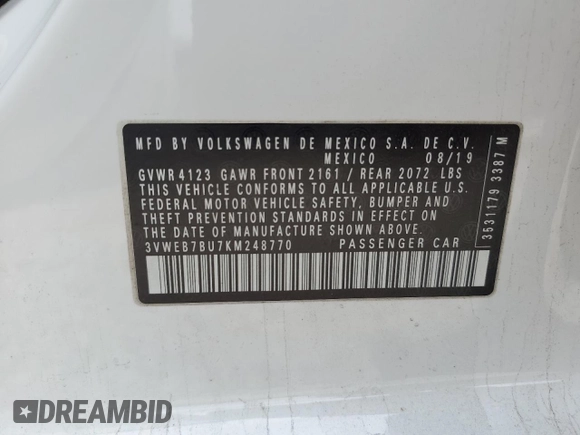 MFD BY VOLKSWAGEN DE MEXICO S.A. DE C.V.
MEXICO 08/19
GVWR 4123 GAWR FRONT 2161 / REAR 2072 LBS
THIS VEHICLE CONFORMS TO ALL APPLICABLE U.S.
FEDERAL MOTOR VEHICLE SAFETY, BUMPER AND
THEFT PREVENTION STANDARDS IN EFFECT ON THE
DATE OF MANUFACTURE SHOWN ABOVE.
3VWEB7BU7KM248770 PASSENGER CAR
3531179 3387 M
DREAMBID